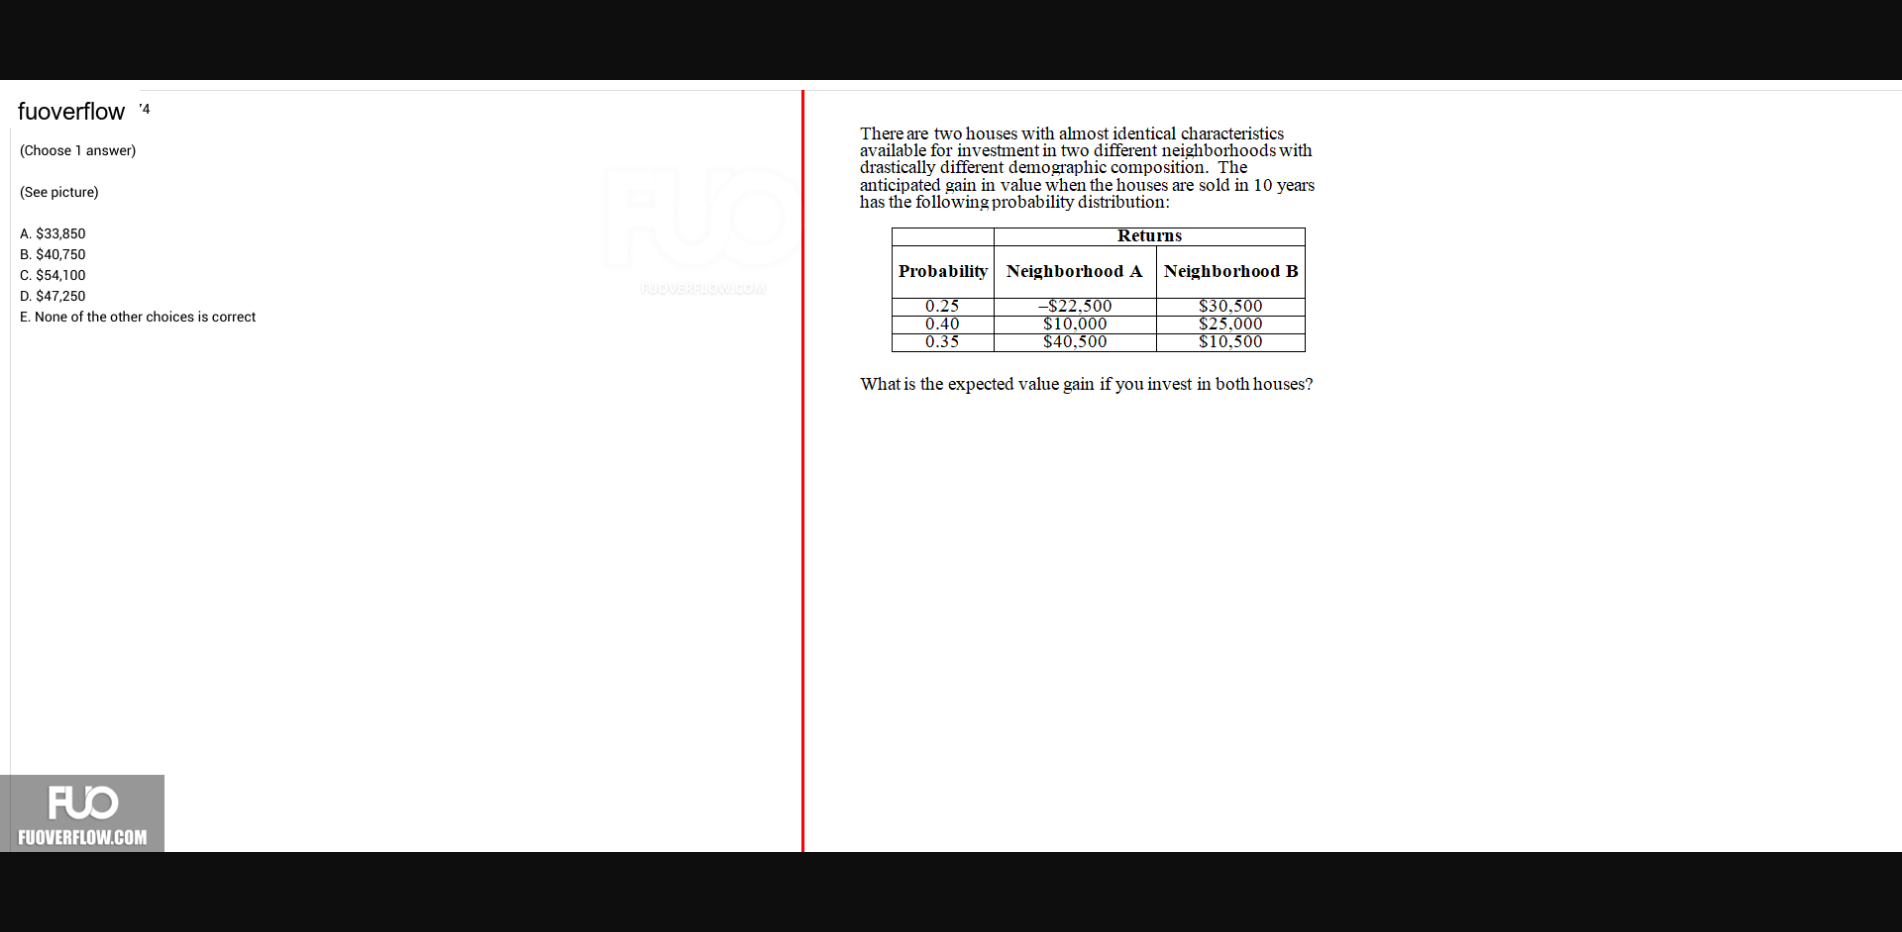 fuoverflow '4
(Choose 1 answer)
(See picture)
A. $33,850
B. $40,750
C. $54,100
D. $47,250
E. None of the other choices is correct
FUO
FUOVERFLOW.COM
There are two houses with almost identical characteristics
available for investment in two different neighborhoods with
drastically different demographic composition. The
anticipated gain in value when the houses are sold in 10 years
has the following probability distribution:
Returns
Probability Neighborhood A Neighborhood B
0.25 –$22,500 $30,500
0.40 $10,000 $25,000
0.35 $40,500 $10,500
What is the expected value gain if you invest in both houses?
FUO
FUOVERFLOW.COM